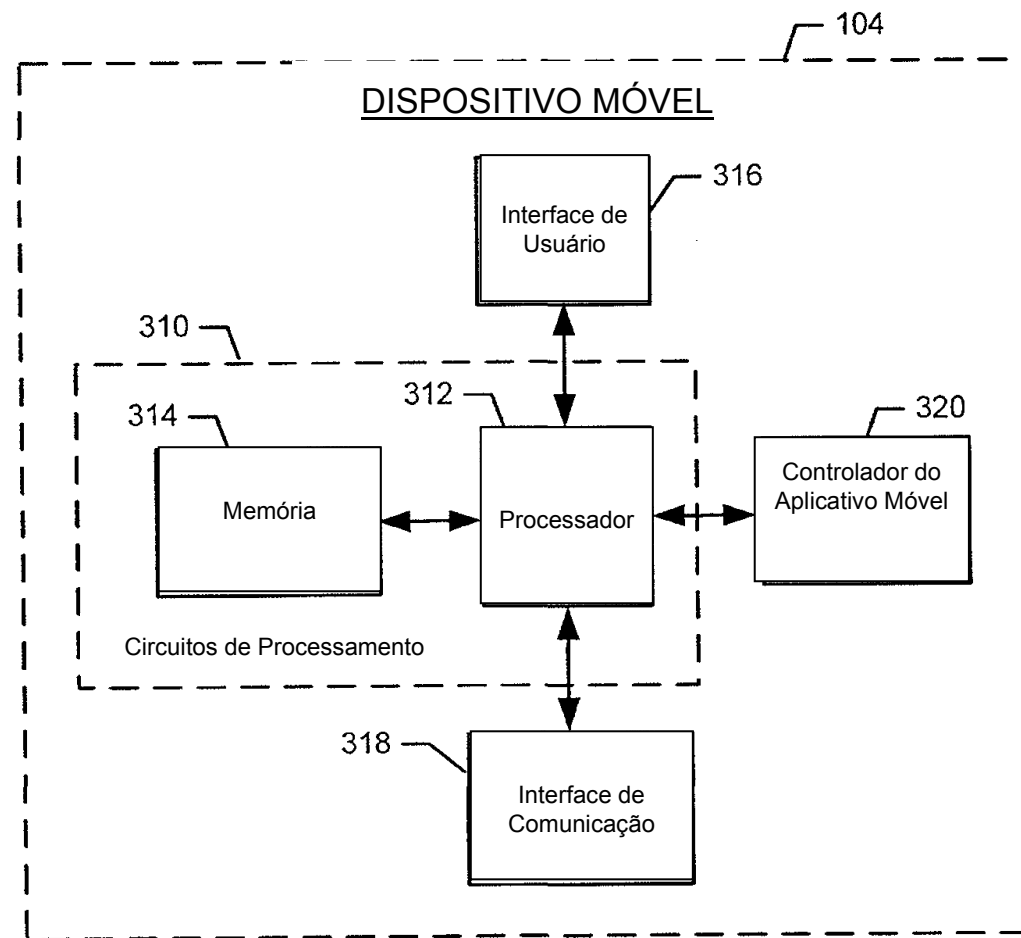 104
DISPOSITIVO MÓVEL
316
Interface de
Usuário
310
312
314
320
Controlador do
Aplicativo Móvel
Memória
Processador
Circuitos de Processamento
318
Interface de
Comunicação